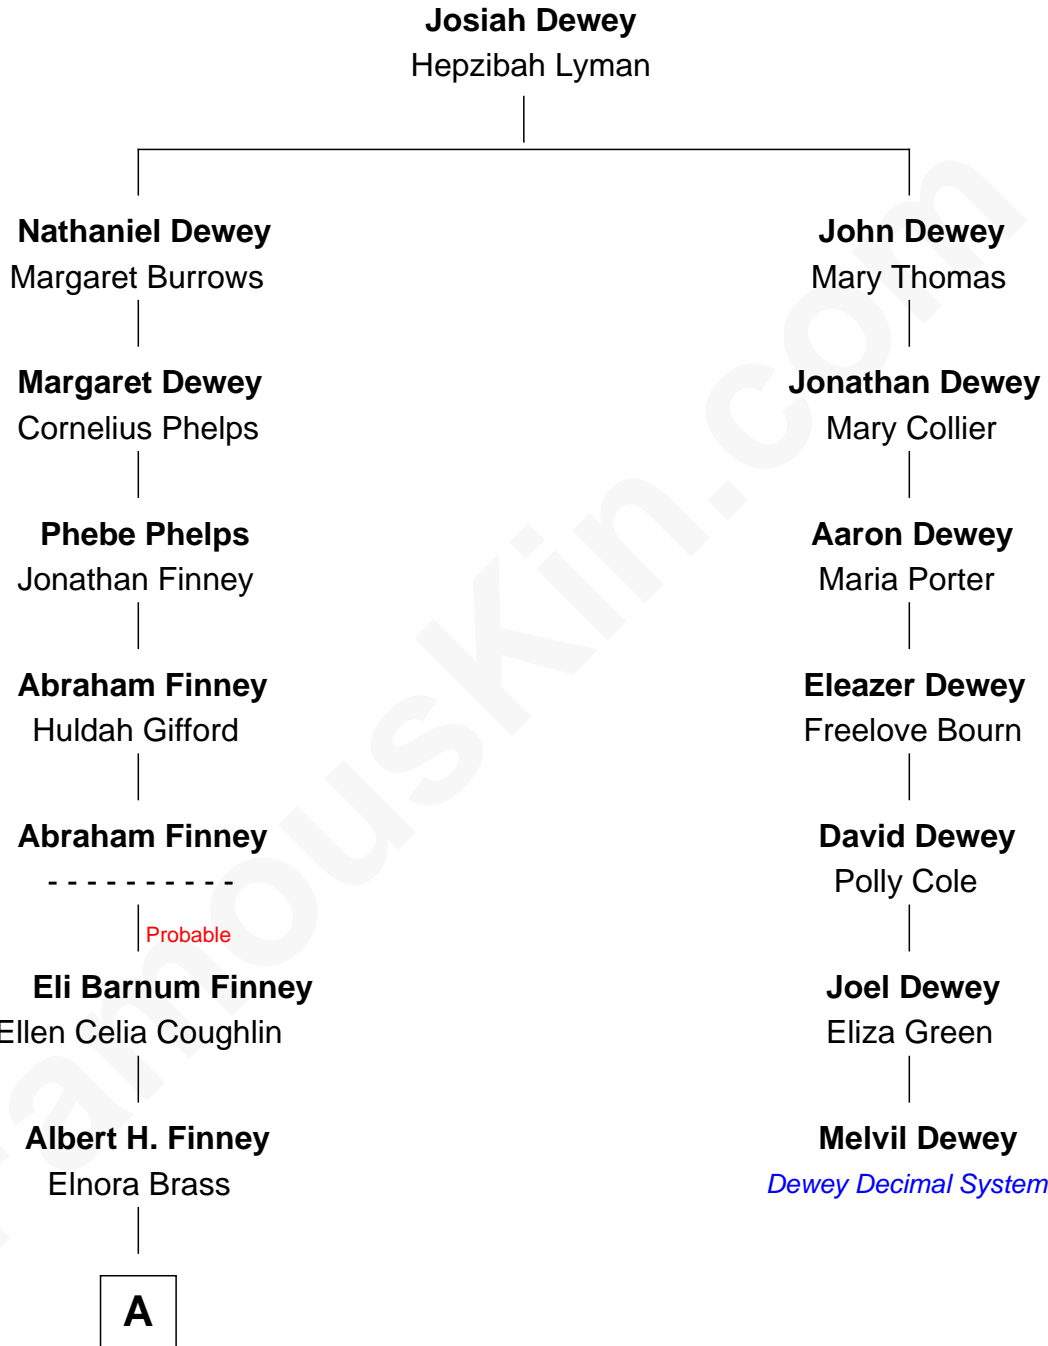 Josiah Dewey
Hepzibah Lyman
Nathaniel Dewey
Margaret Burrows
John Dewey
Mary Thomas
Margaret Dewey
Cornelius Phelps
Jonathan Dewey
Mary Collier
Phebe Phelps
Jonathan Finney
Aaron Dewey
Maria Porter
Abraham Finney
Huldah Gifford
Eleazer Dewey
Freelove Bourn
Abraham Finney
- - - - - - - - - -
David Dewey
Polly Cole
Probable
Eli Barnum Finney
Ellen Celia Coughlin
Joel Dewey
Eliza Green
Albert H. Finney
Elnora Brass
Melvil Dewey
Dewey Decimal System
A
FamousKin.com